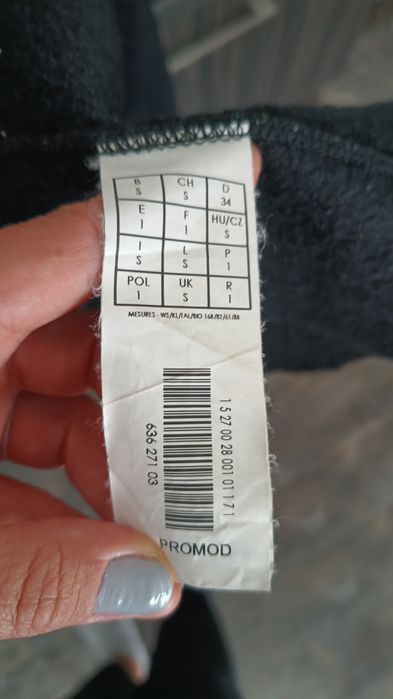 B CH D
S S 34
E F HU/CZ
1 1 S
I L P
S S 1
POL UK R
1 S 1
MESURES - WS/KL/TAL/BIO 168/82/61/88
1 5 27 00 28 001 01 1 7 1
636 271 03
PROMOD